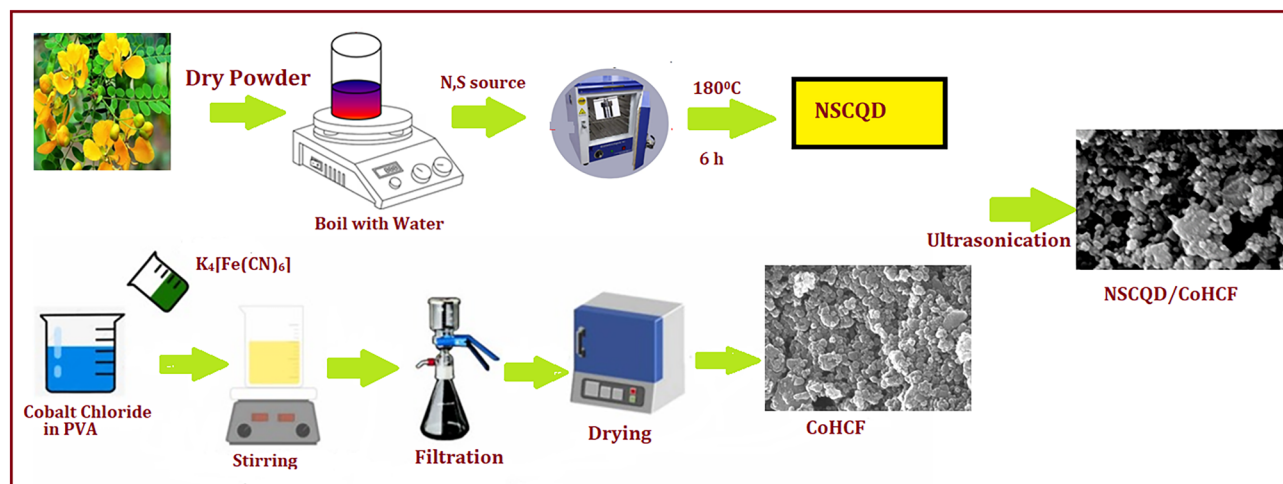 Dry Powder
N,S source
180⁰C
6 h
NSCQD
Boil with Water
Ultrasonication
NSCQD/CoHCF
K₄[Fe(CN)₆]
Cobalt Chloride
in PVA
Stirring
Filtration
Drying
CoHCF